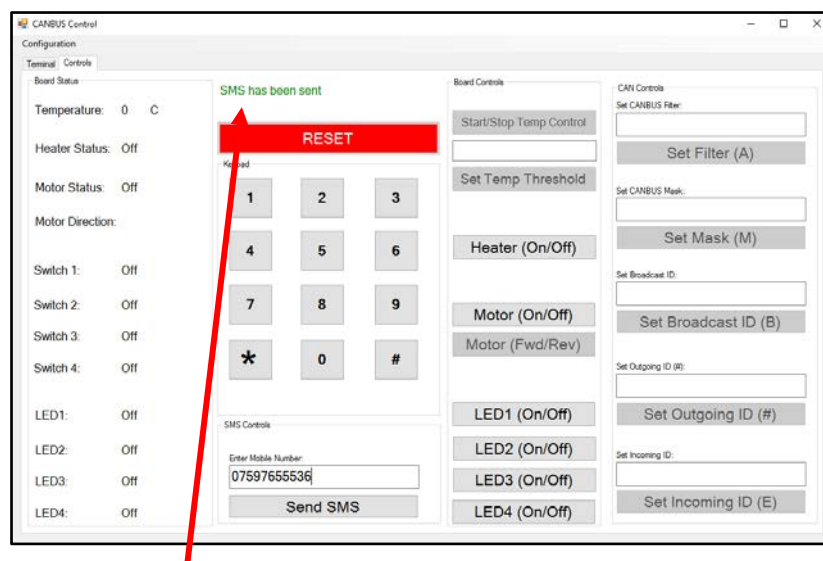 CANBUS Control
Configuration
Terminal Controls
Board Status
Temperature: 0 C
Heater Status: Off
Motor Status: Off
Motor Direction:
Switch 1: Off
Switch 2: Off
Switch 3: Off
Switch 4: Off
LED1: Off
LED2: Off
LED3: Off
LED4: Off
SMS has been sent
RESET
Keypad
1 2 3
4 5 6
7 8 9
* 0 #
SMS Controls
Enter Mobile Number:
07597655536
Send SMS
Board Controls
Start/Stop Temp Control
Set Temp Threshold
Heater (On/Off)
Motor (On/Off)
Motor (Fwd/Rev)
LED1 (On/Off)
LED2 (On/Off)
LED3 (On/Off)
LED4 (On/Off)
CAN Controls
Set CANBUS Filter:
Set Filter (A)
Set CANBUS Mask:
Set Mask (M)
Set Broadcast ID:
Set Broadcast ID (B)
Set Outgoing ID (#):
Set Outgoing ID (#)
Set Incoming ID:
Set Incoming ID (E)